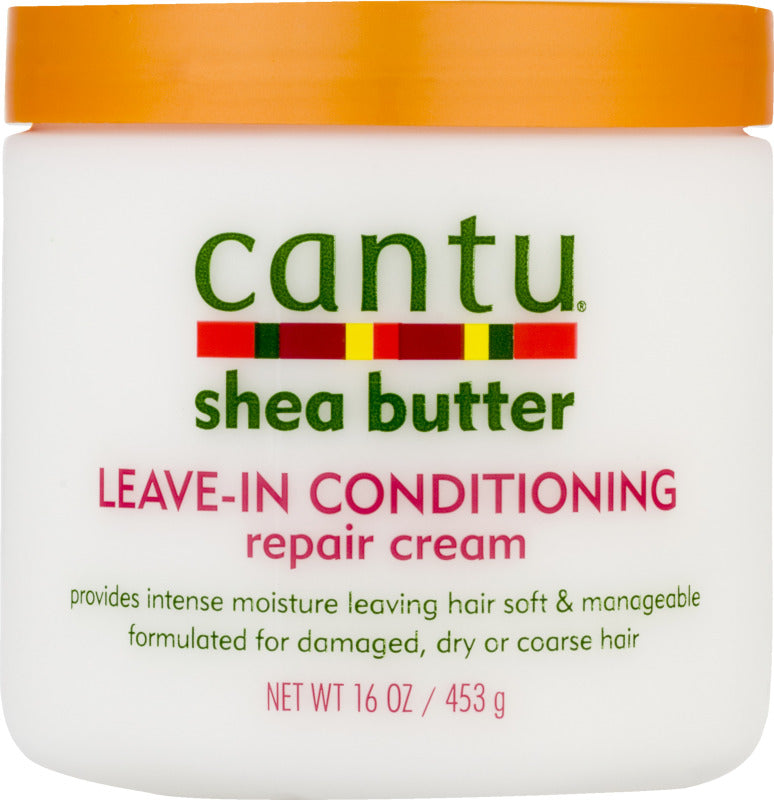 cantu®
shea butter
LEAVE-IN CONDITIONING
repair cream
provides intense moisture leaving hair soft & manageable
formulated for damaged, dry or coarse hair
NET WT 16 OZ / 453 g